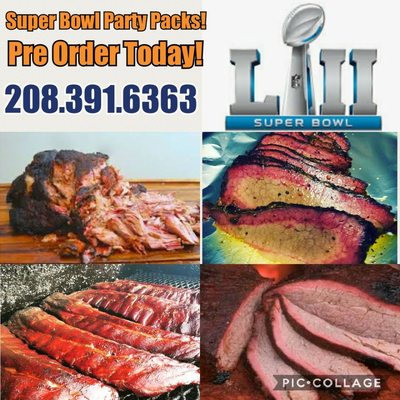 Super Bowl Party Packs!
Pre Order Today!
208.391.6363
LII
SUPER BOWL
PIC•COLLAGE